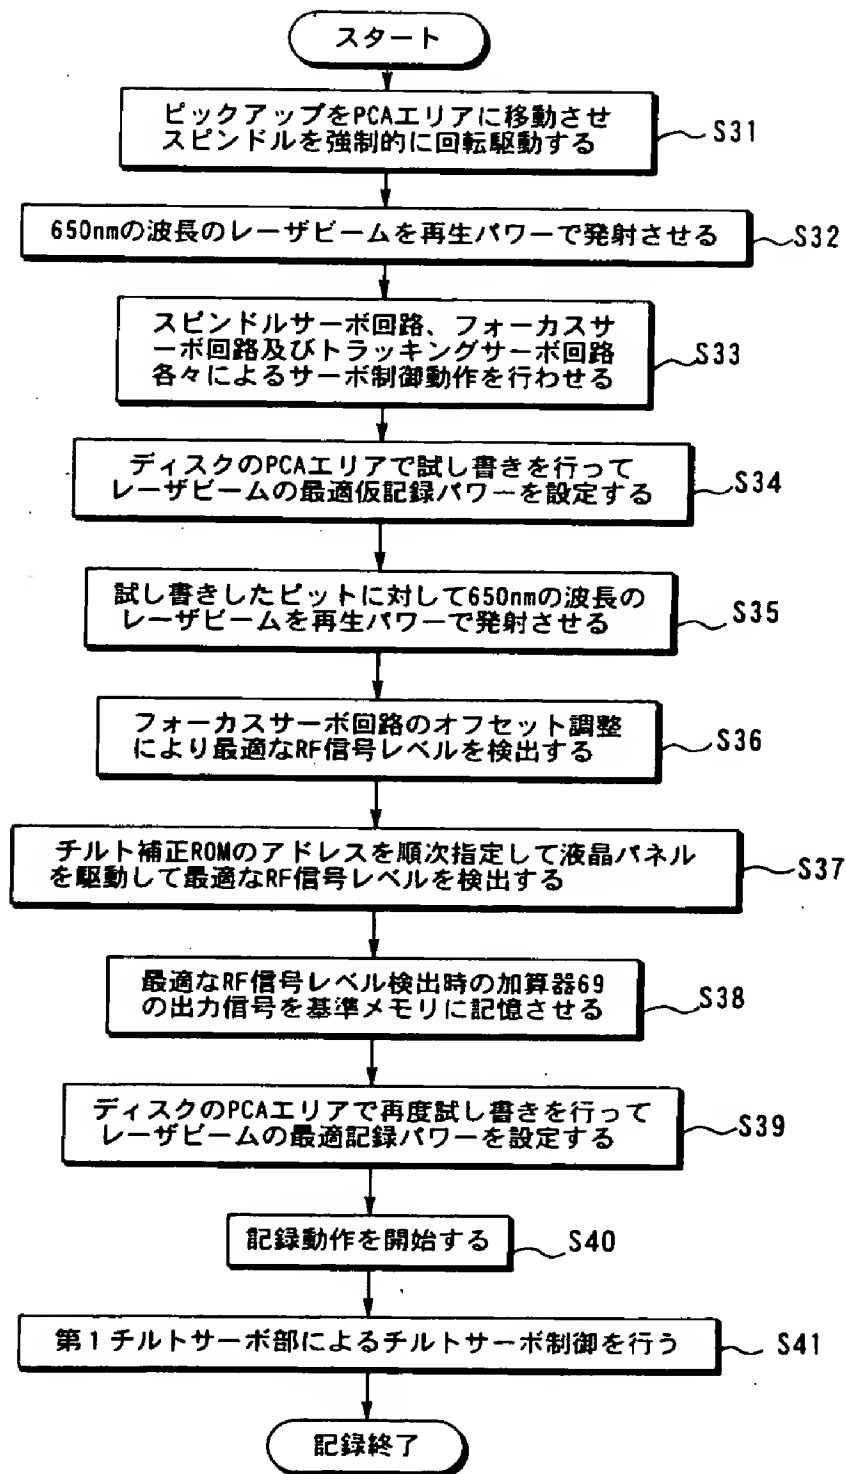 スタート
ピックアップをPCAエリアに移動させ
スピンドルを強制的に回転駆動する
S31
650nmの波長のレーザビームを再生パワーで発射させる
S32
スピンドルサーボ回路、フォーカスサ
ーボ回路及びトラッキングサーボ回路
各々によるサーボ制御動作を行わせる
S33
ディスクのPCAエリアで試し書きを行って
レーザビームの最適仮記録パワーを設定する
S34
試し書きしたピットに対して650nmの波長の
レーザビームを再生パワーで発射させる
S35
フォーカスサーボ回路のオフセット調整
により最適なRF信号レベルを検出する
S36
チルト補正ROMのアドレスを順次指定して液晶パネル
を駆動して最適なRF信号レベルを検出する
S37
最適なRF信号レベル検出時の加算器69
の出力信号を基準メモリに記憶させる
S38
ディスクのPCAエリアで再度試し書きを行って
レーザビームの最適記録パワーを設定する
S39
記録動作を開始する
S40
第1チルトサーボ部によるチルトサーボ制御を行う
S41
記録終了